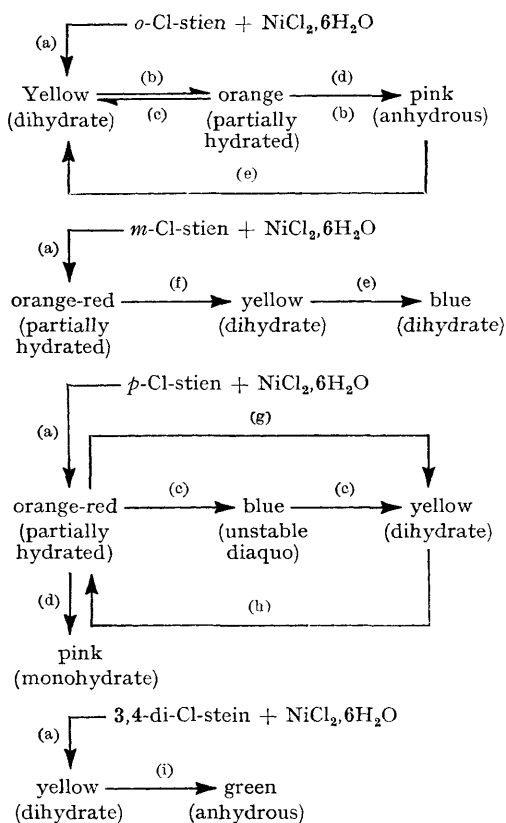 o-Cl-stien + NiCl₂,6H₂O
(a)
(b) (d)
Yellow orange pink
(c) (b)
(dihydrate) (partially (anhydrous)
hydrated)
(e)
m-Cl-stien + NiCl₂,6H₂O
(a)
(f) (e)
orange-red yellow blue
(partially (dihydrate) (dihydrate)
hydrated)
p-Cl-stien + NiCl₂,6H₂O
(g)
(a)
(c) (c)
orange-red blue yellow
(partially (unstable (dihydrate)
hydrated) diaquo)
(d) (h)
pink
(monohydrate)
3,4-di-Cl-stein + NiCl₂,6H₂O
(a)
(i)
yellow green
(dihydrate) (anhydrous)